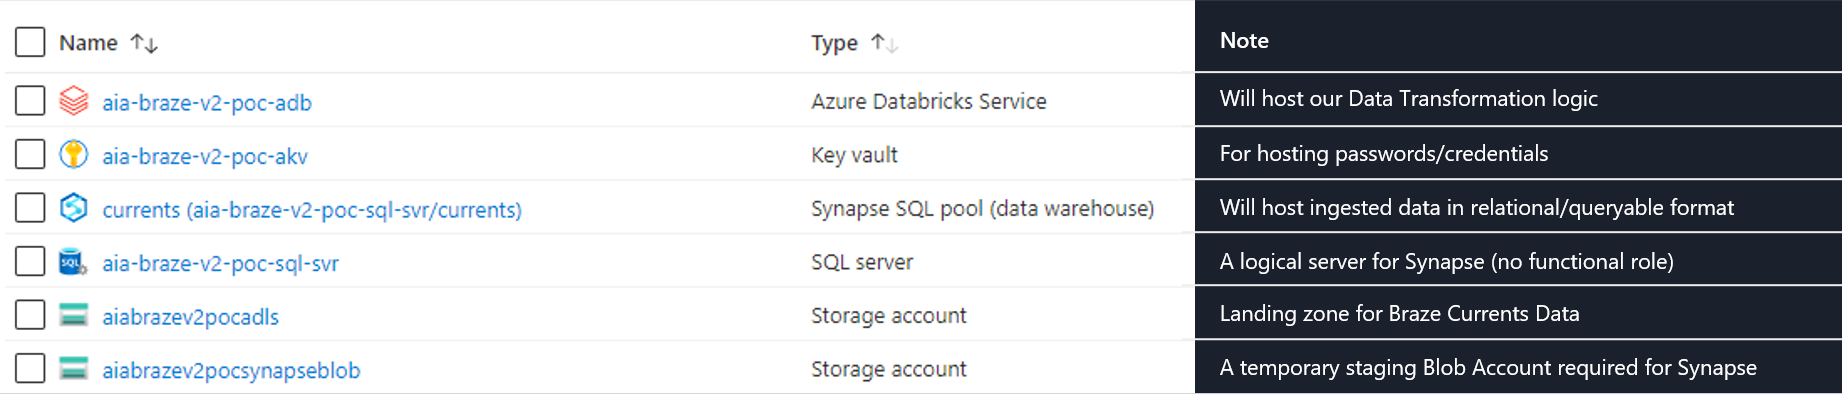 Name ↑↓ Type ↑↓ Note
aia-braze-v2-poc-adb Azure Databricks Service Will host our Data Transformation logic
aia-braze-v2-poc-akv Key vault For hosting passwords/credentials
currents (aia-braze-v2-poc-sql-svr/currents) Synapse SQL pool (data warehouse) Will host ingested data in relational/queryable format
SQL aia-braze-v2-poc-sql-svr SQL server A logical server for Synapse (no functional role)
aiabrazev2pocadls Storage account Landing zone for Braze Currents Data
aiabrazev2pocsynapseblob Storage account A temporary staging Blob Account required for Synapse